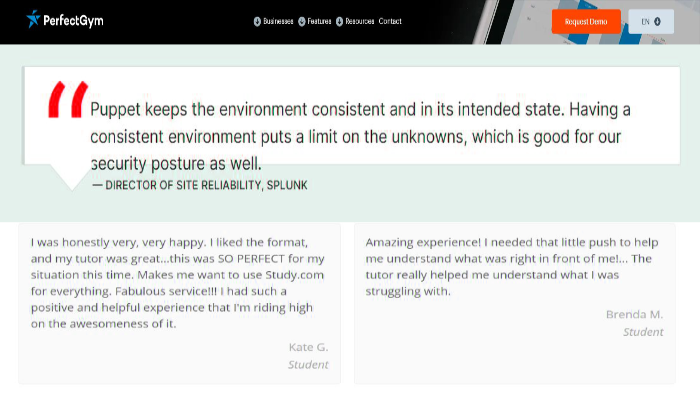 PerfectGym
Businesses Features Resources Contact
Request Demo
EN
Puppet keeps the environment consistent and in its intended state. Having a
consistent environment puts a limit on the unknowns, which is good for our
security posture as well.
— DIRECTOR OF SITE RELIABILITY, SPLUNK
I was honestly very, very happy. I liked the format,
and my tutor was great...this was SO PERFECT for my
situation this time. Makes me want to use Study.com
for everything. Fabulous service!!! I had such a
positive and helpful experience that I'm riding high
on the awesomeness of it.
Kate G.
Student
Amazing experience! I needed that little push to help
me understand what was right in front of me!... The
tutor really helped me understand what I was
struggling with.
Brenda M.
Student